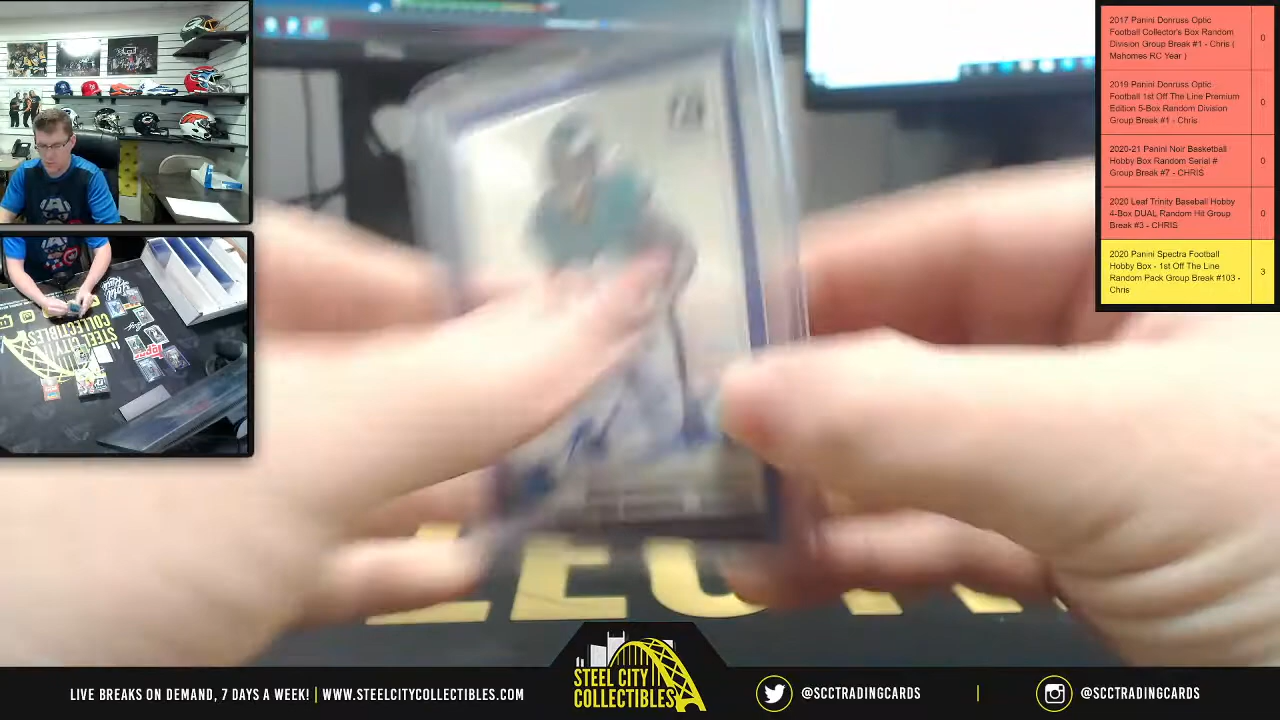 2017 Panini Donruss Optic
Football Collector's Box Random
Division Group Break #1 - Chris (
Mahomes RC Year )
0
2019 Panini Donruss Optic
Football 1st Off The Line Premium
Edition 5-Box Random Division
Group Break #1 - Chris
0
2020-21 Panini Noir Basketball
Hobby Box Random Serial #
Group Break #7 - CHRIS
0
2020 Leaf Trinity Baseball Hobby
4-Box DUAL Random Hit Group
Break #3 - CHRIS
0
2020 Panini Spectra Football
Hobby Box - 1st Off The Line
Random Pack Group Break #103 -
Chris
3
STEEL CITY
COLLECTIBLES
LIVE BREAKS ON DEMAND, 7 DAYS A WEEK! | WWW.STEELCITYCOLLECTIBLES.COM
STEEL CITY
COLLECTIBLES
@SCCTRADINGCARDS
@SCCTRADINGCARDS